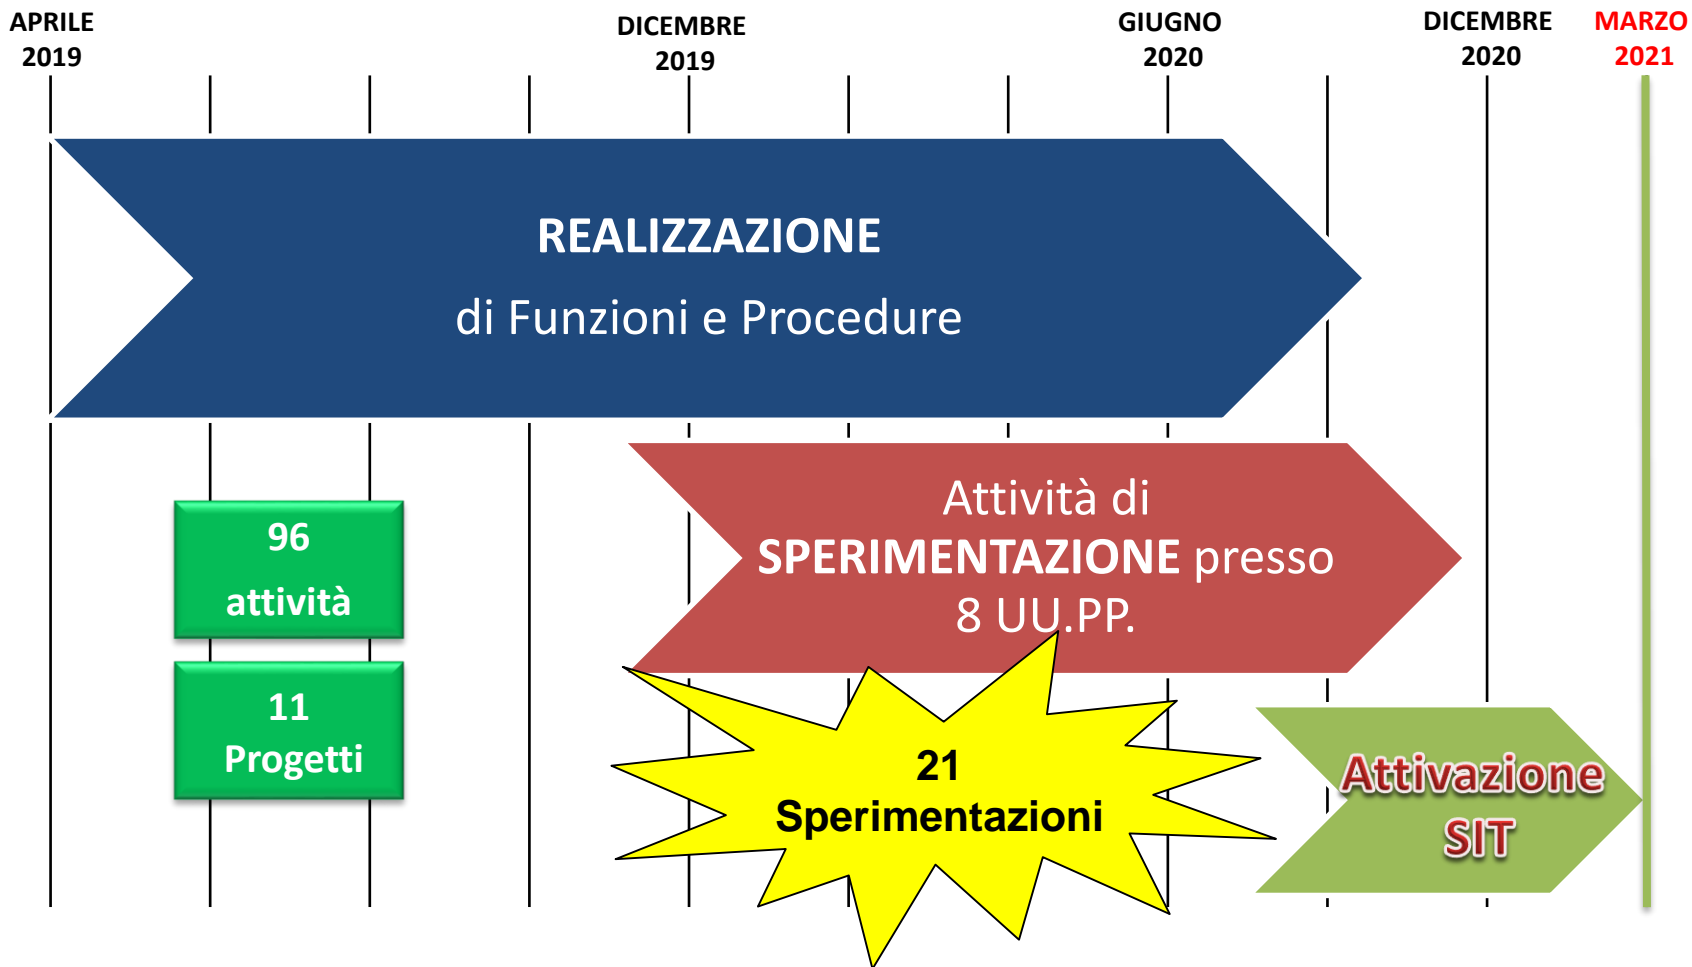 APRILE
2019
DICEMBRE
2019
GIUGNO
2020
DICEMBRE
2020
MARZO
2021
REALIZZAZIONE
di Funzioni e Procedure
Attività di
SPERIMENTAZIONE presso
8 UU.PP.
96
attività
11
Progetti
21
Sperimentazioni
Attivazione
SIT